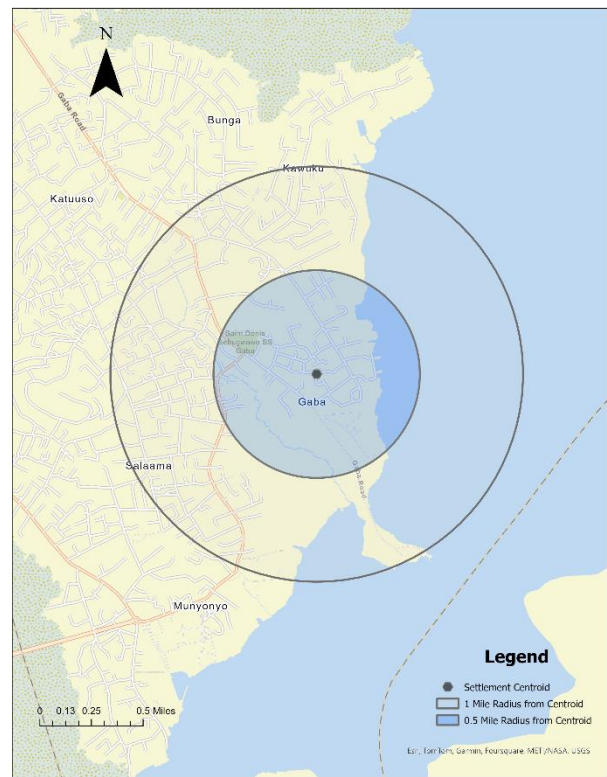 N
Gaba Road
Bunga
Kawuku
Katuuso
Saint Denis
Gaba
Gaba
Gaba Road
Salaama
Munyonyo
Legend
Settlement Centroid
1 Mile Radius from Centroid
0.5 Mile Radius from Centroid
0 0.13 0.25 0.5 Miles
Esri, TomTom, Garmin, Foursquare, METI/NASA, USGS